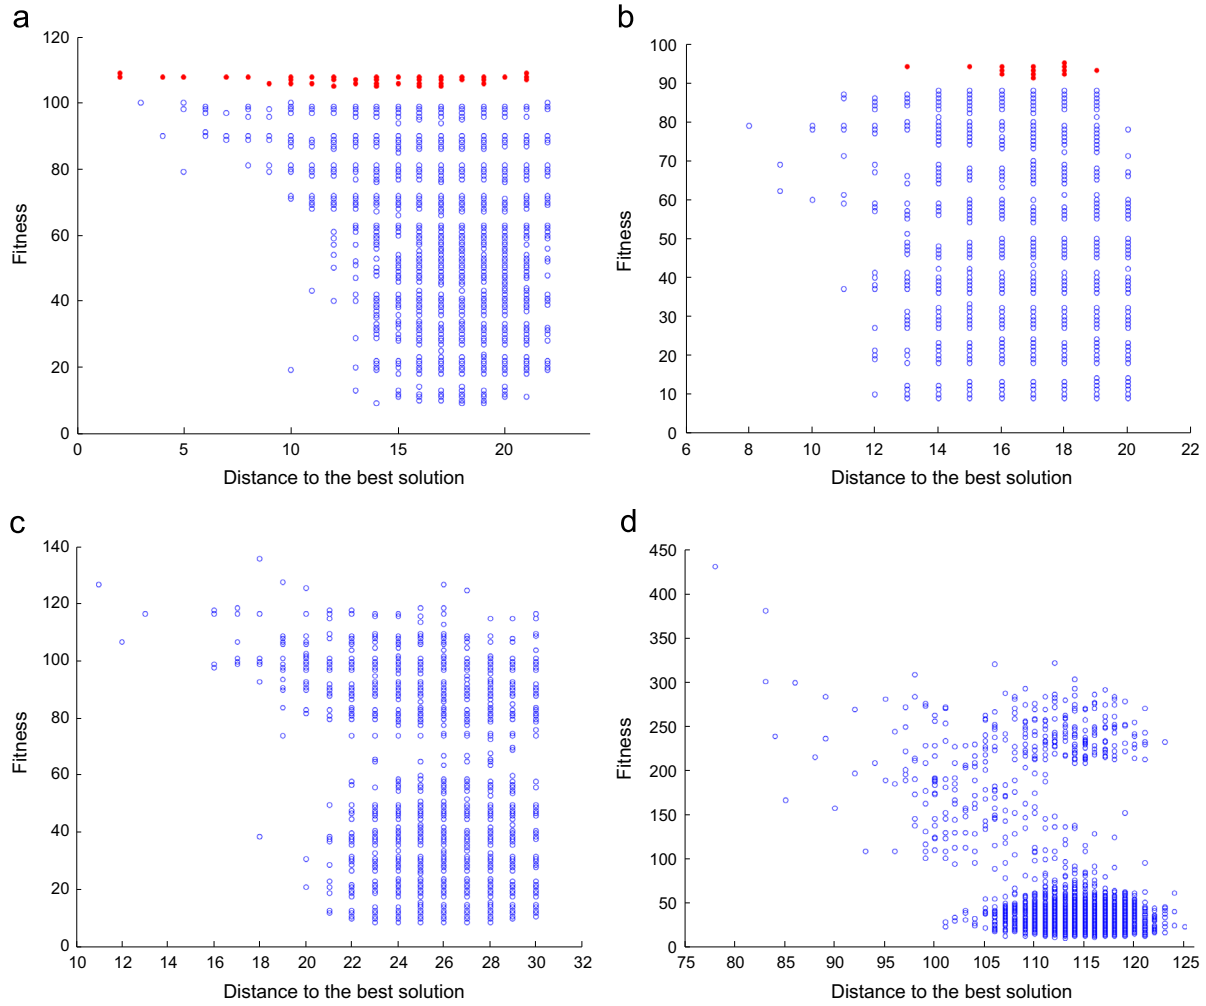 a
120
100
80
60
40
20
0
0 5 10 15 20
Fitness
Distance to the best solution
b
100
90
80
70
60
50
40
30
20
10
0
6 8 10 12 14 16 18 20 22
Fitness
Distance to the best solution
c
140
120
100
80
60
40
20
0
10 12 14 16 18 20 22 24 26 28 30 32
Fitness
Distance to the best solution
d
450
400
350
300
250
200
150
100
50
0
75 80 85 90 95 100 105 110 115 120 125
Fitness
Distance to the best solution